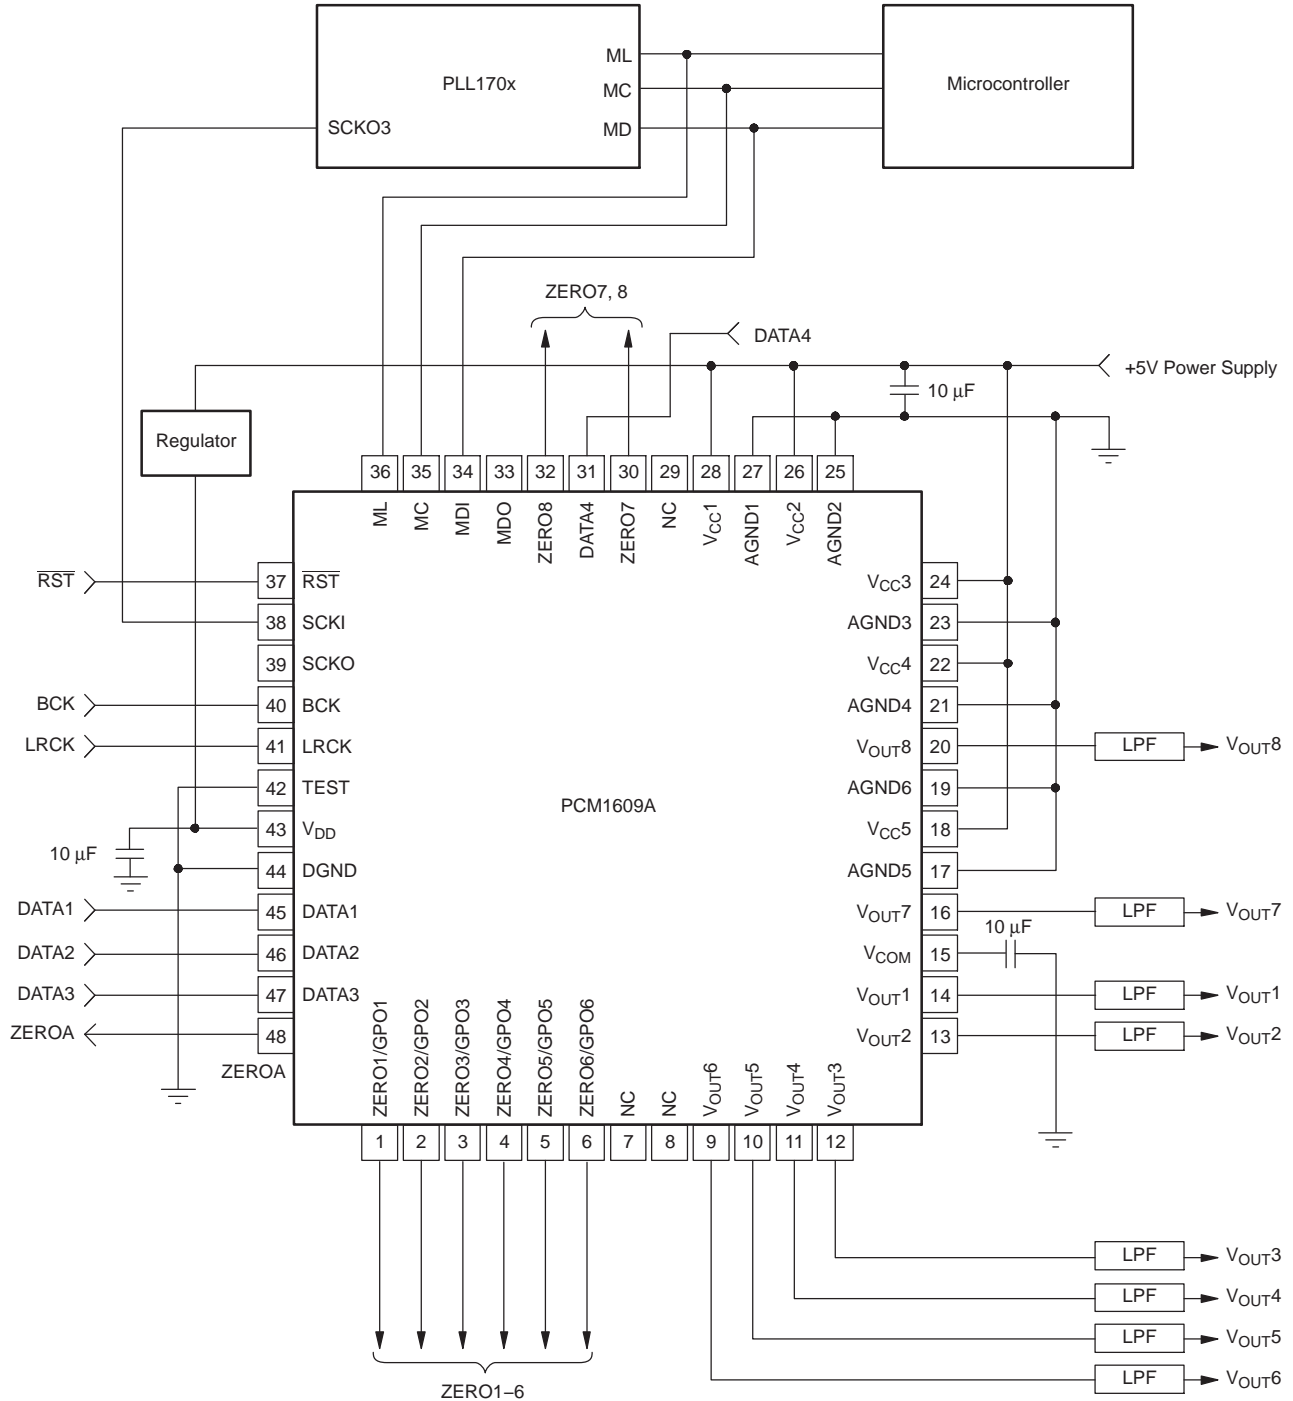 ML
PLL170x
MC
Microcontroller
SCKO3
MD
ZERO7, 8
DATA4
+5V Power Supply
10 μF
Regulator
36 35 34 33 32 31 30 29 28 27 26 25
ML
MC
MDI
MDO
ZERO8
DATA4
ZERO7
NC
VCC1
AGND1
VCC2
AGND2
RST 37 RST
VCC3 24
38 SCKI
AGND3 23
39 SCKO
VCC4 22
BCK 40 BCK
AGND4 21
LRCK 41 LRCK
VOUT8 20 LPF VOUT8
42 TEST
AGND6 19
PCM1609A
43 VDD
VCC5 18
10 μF
44 DGND
AGND5 17
DATA1 45 DATA1
VOUT7 16 LPF VOUT7
10 μF
DATA2 46 DATA2
VCOM 15
DATA3 47 DATA3
VOUT1 14 LPF VOUT1
ZEROA 48
VOUT2 13 LPF VOUT2
ZEROA
ZERO1/GPO1
ZERO2/GPO2
ZERO3/GPO3
ZERO4/GPO4
ZERO5/GPO5
ZERO6/GPO6
NC
NC
VOUT6
VOUT5
VOUT4
VOUT3
1 2 3 4 5 6 7 8 9 10 11 12
LPF VOUT3
LPF VOUT4
LPF VOUT5
LPF VOUT6
ZERO1–6